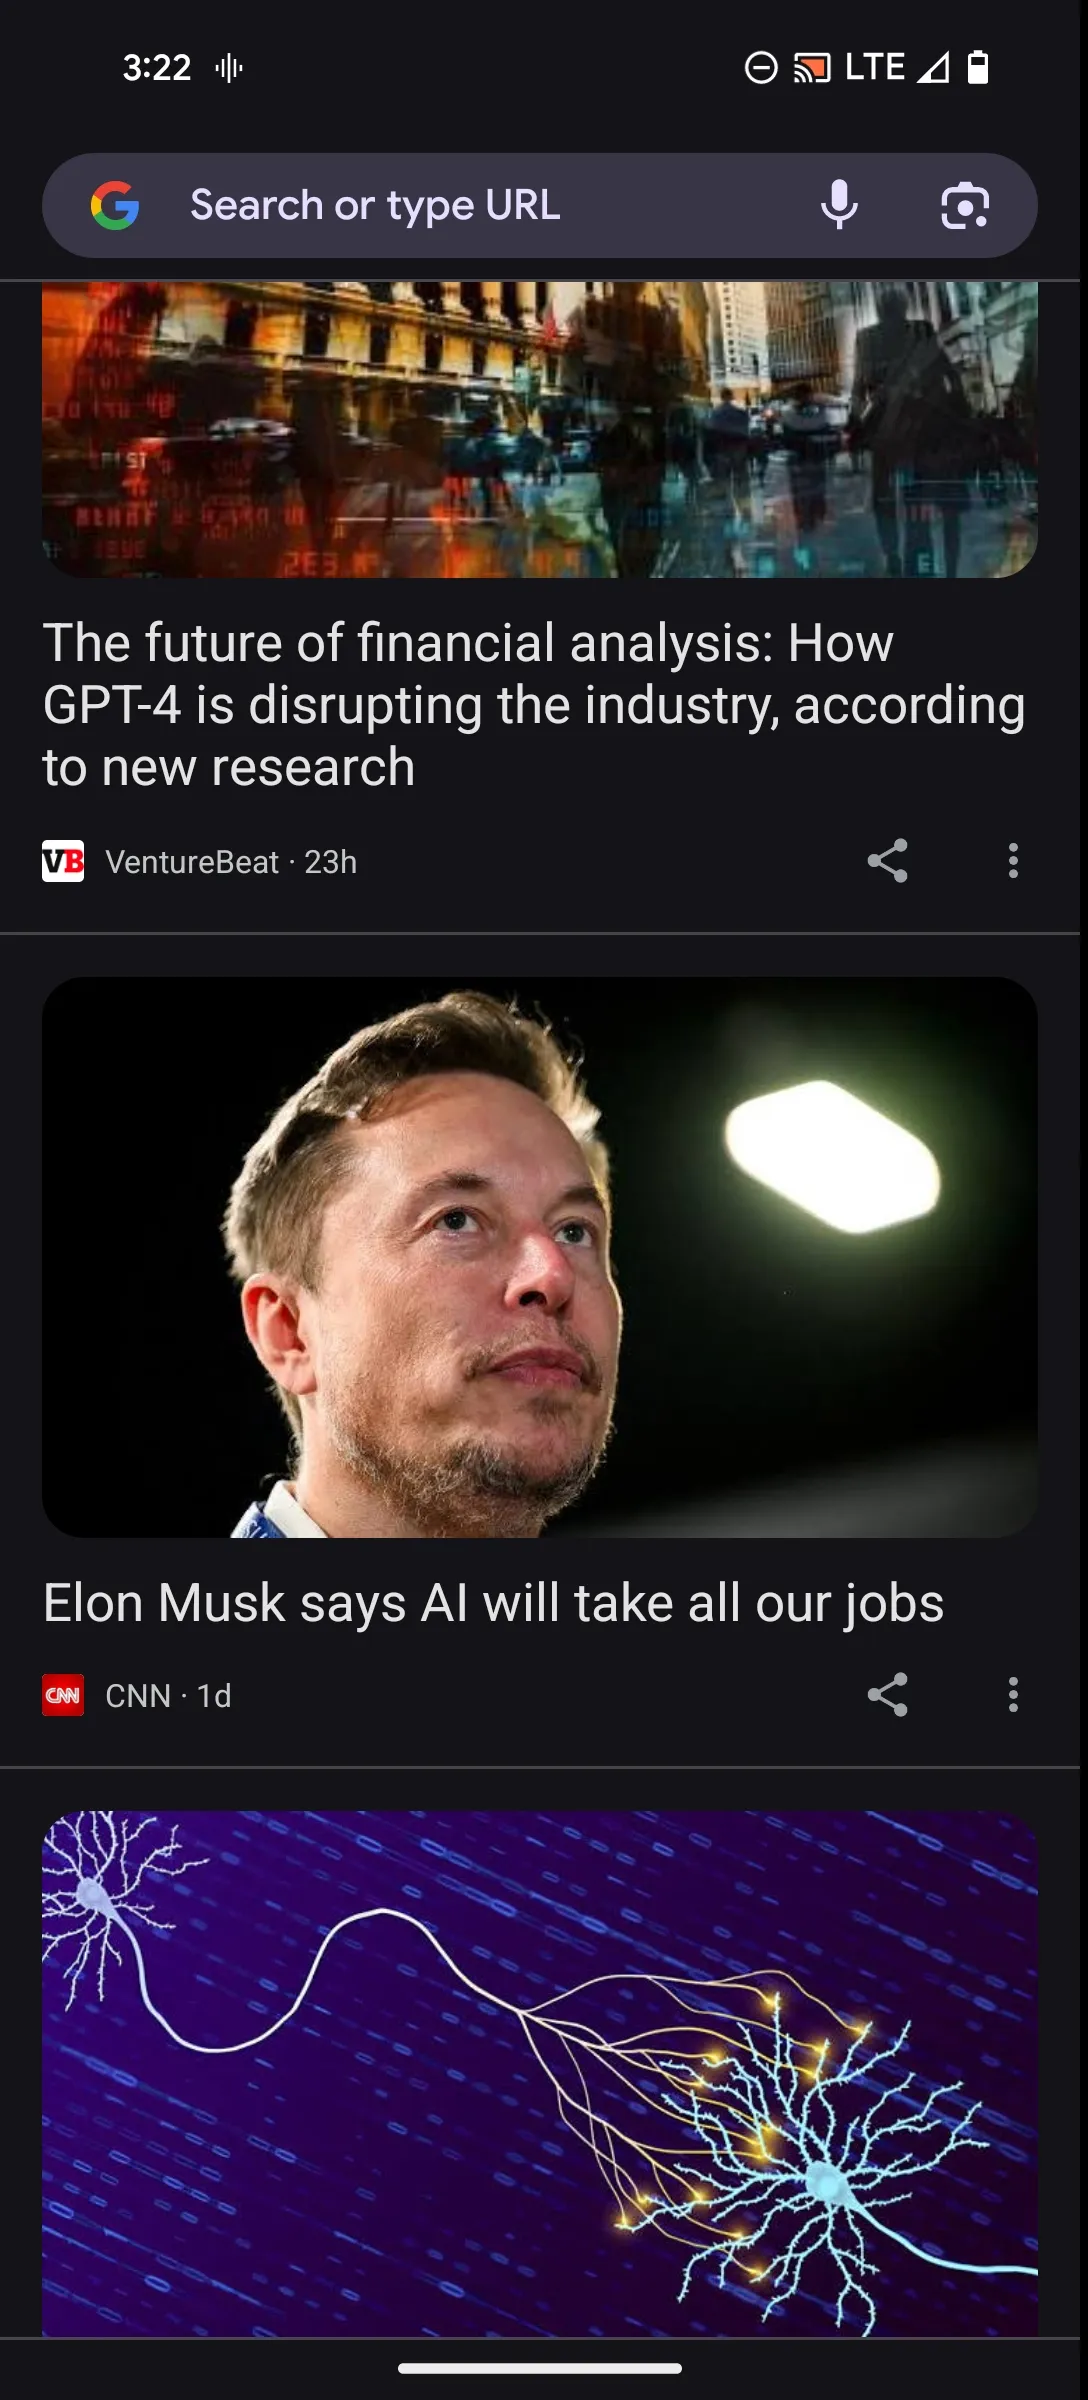 3:22
LTE
Search or type URL
The future of financial analysis: How
GPT-4 is disrupting the industry, according
to new research
VB VentureBeat · 23h
Elon Musk says AI will take all our jobs
CNN CNN · 1d